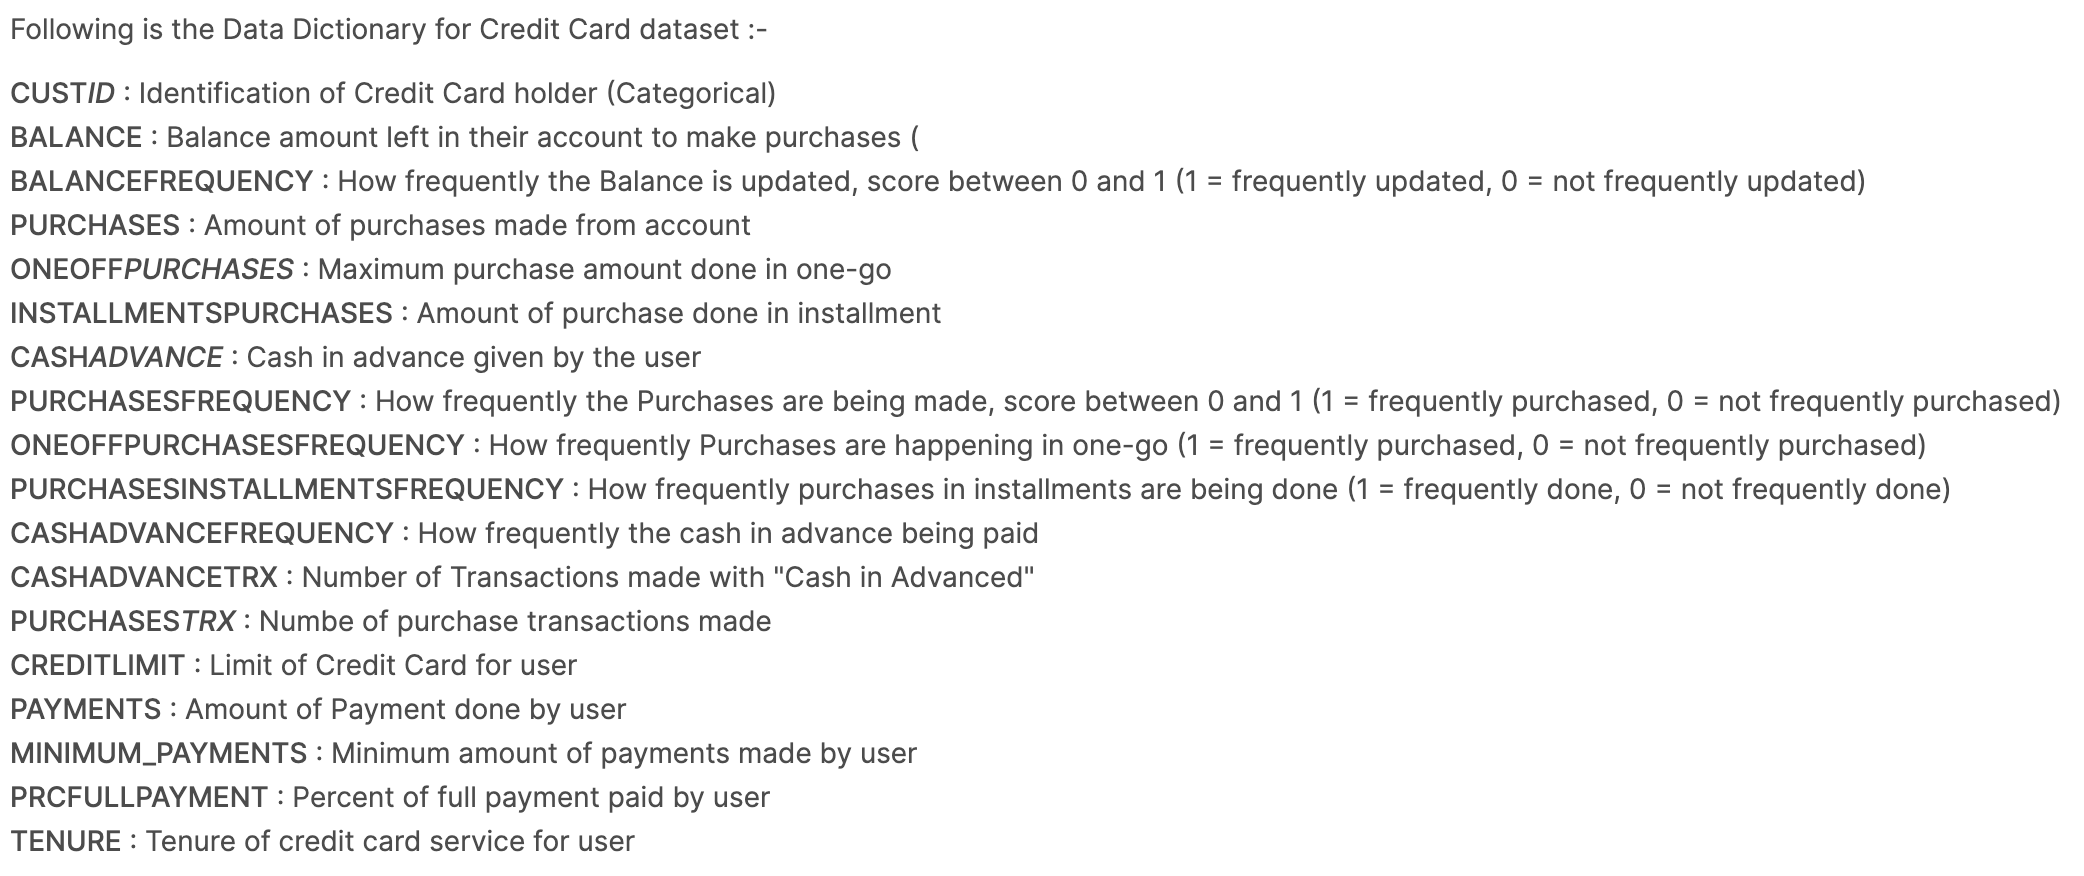 Following is the Data Dictionary for Credit Card dataset :-
CUSTID : Identification of Credit Card holder (Categorical)
BALANCE : Balance amount left in their account to make purchases (
BALANCEFREQUENCY : How frequently the Balance is updated, score between 0 and 1 (1 = frequently updated, 0 = not frequently updated)
PURCHASES : Amount of purchases made from account
ONEOFFPURCHASES : Maximum purchase amount done in one-go
INSTALLMENTSPURCHASES : Amount of purchase done in installment
CASHADVANCE : Cash in advance given by the user
PURCHASESFREQUENCY : How frequently the Purchases are being made, score between 0 and 1 (1 = frequently purchased, 0 = not frequently purchased)
ONEOFFPURCHASESFREQUENCY : How frequently Purchases are happening in one-go (1 = frequently purchased, 0 = not frequently purchased)
PURCHASESINSTALLMENTSFREQUENCY : How frequently purchases in installments are being done (1 = frequently done, 0 = not frequently done)
CASHADVANCEFREQUENCY : How frequently the cash in advance being paid
CASHADVANCETRX : Number of Transactions made with "Cash in Advanced"
PURCHASESTRX : Numbe of purchase transactions made
CREDITLIMIT : Limit of Credit Card for user
PAYMENTS : Amount of Payment done by user
MINIMUM_PAYMENTS : Minimum amount of payments made by user
PRCFULLPAYMENT : Percent of full payment paid by user
TENURE : Tenure of credit card service for user